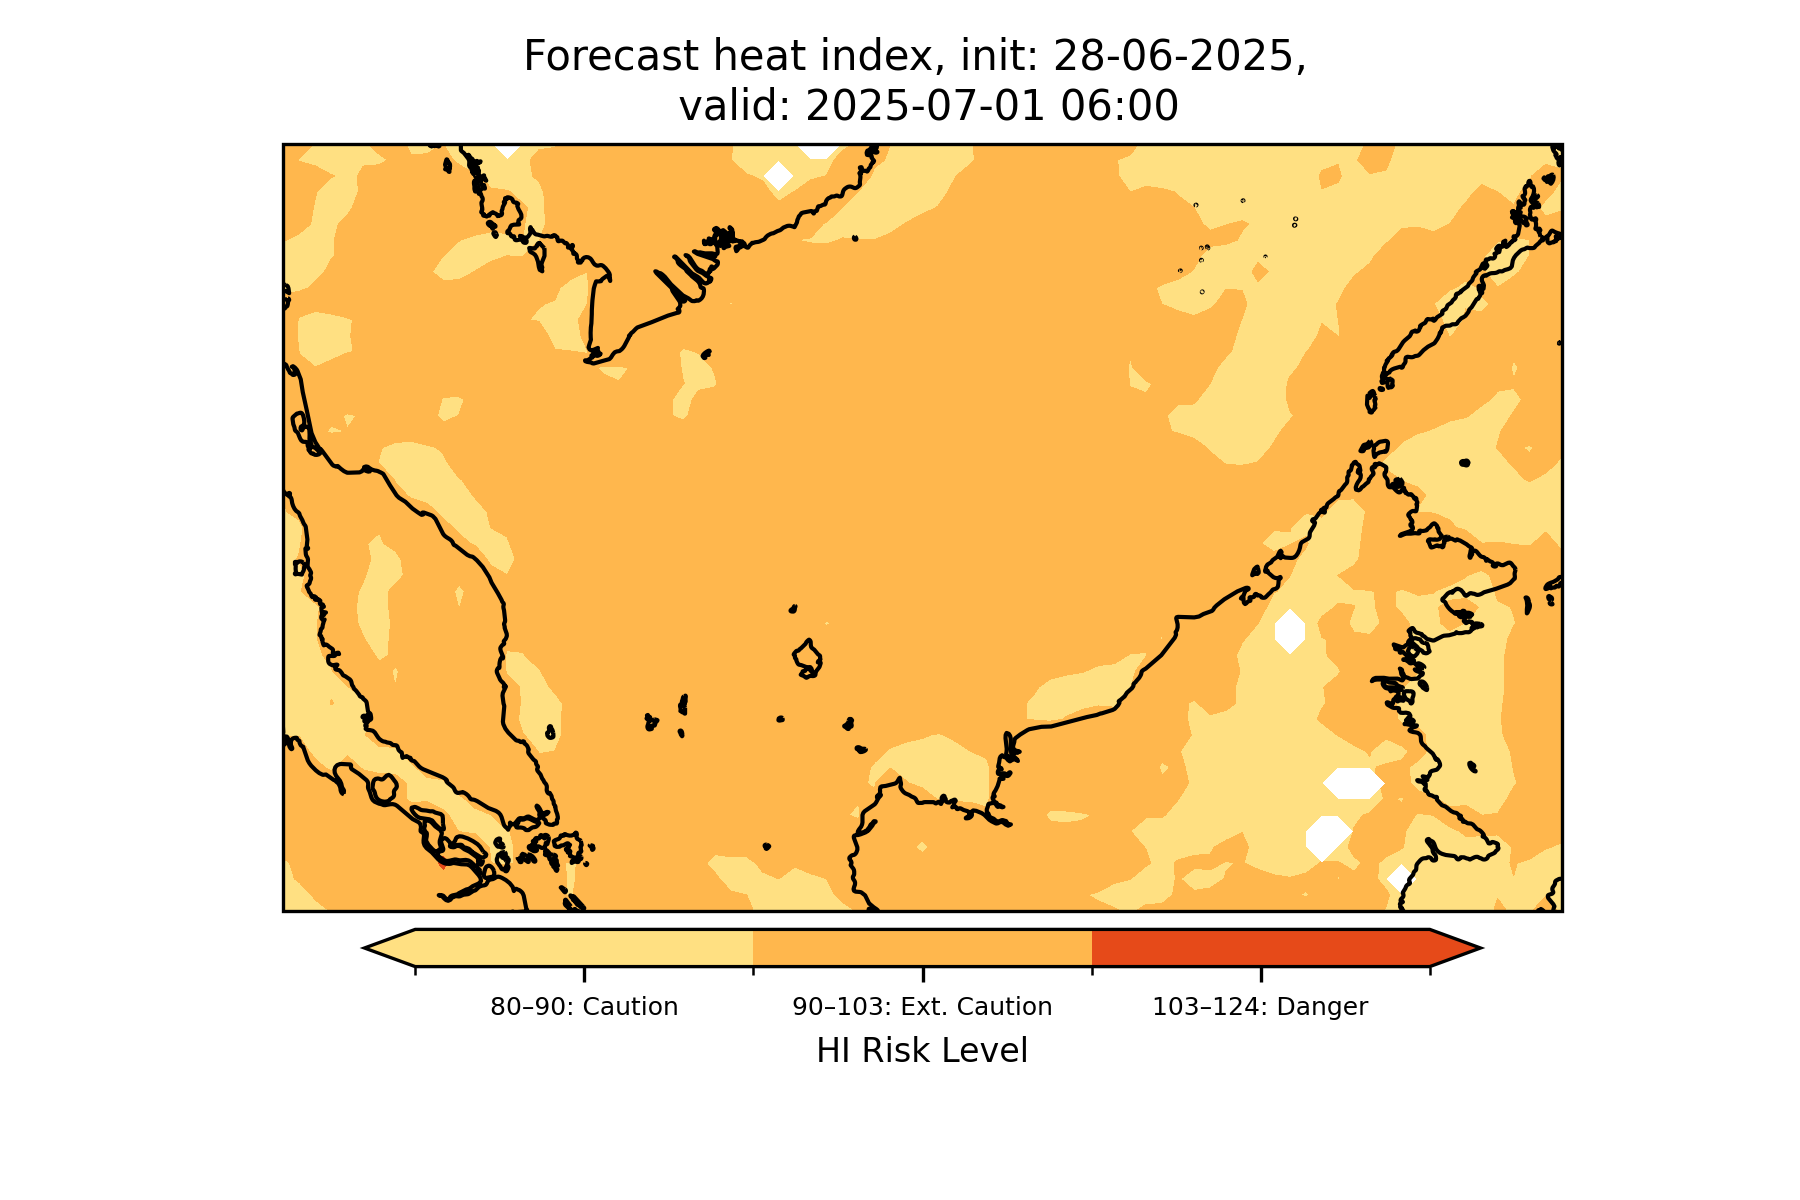 Forecast heat index, init: 28-06-2025,
valid: 2025-07-01 06:00
80–90: Caution
90–103: Ext. Caution
103–124: Danger
HI Risk Level